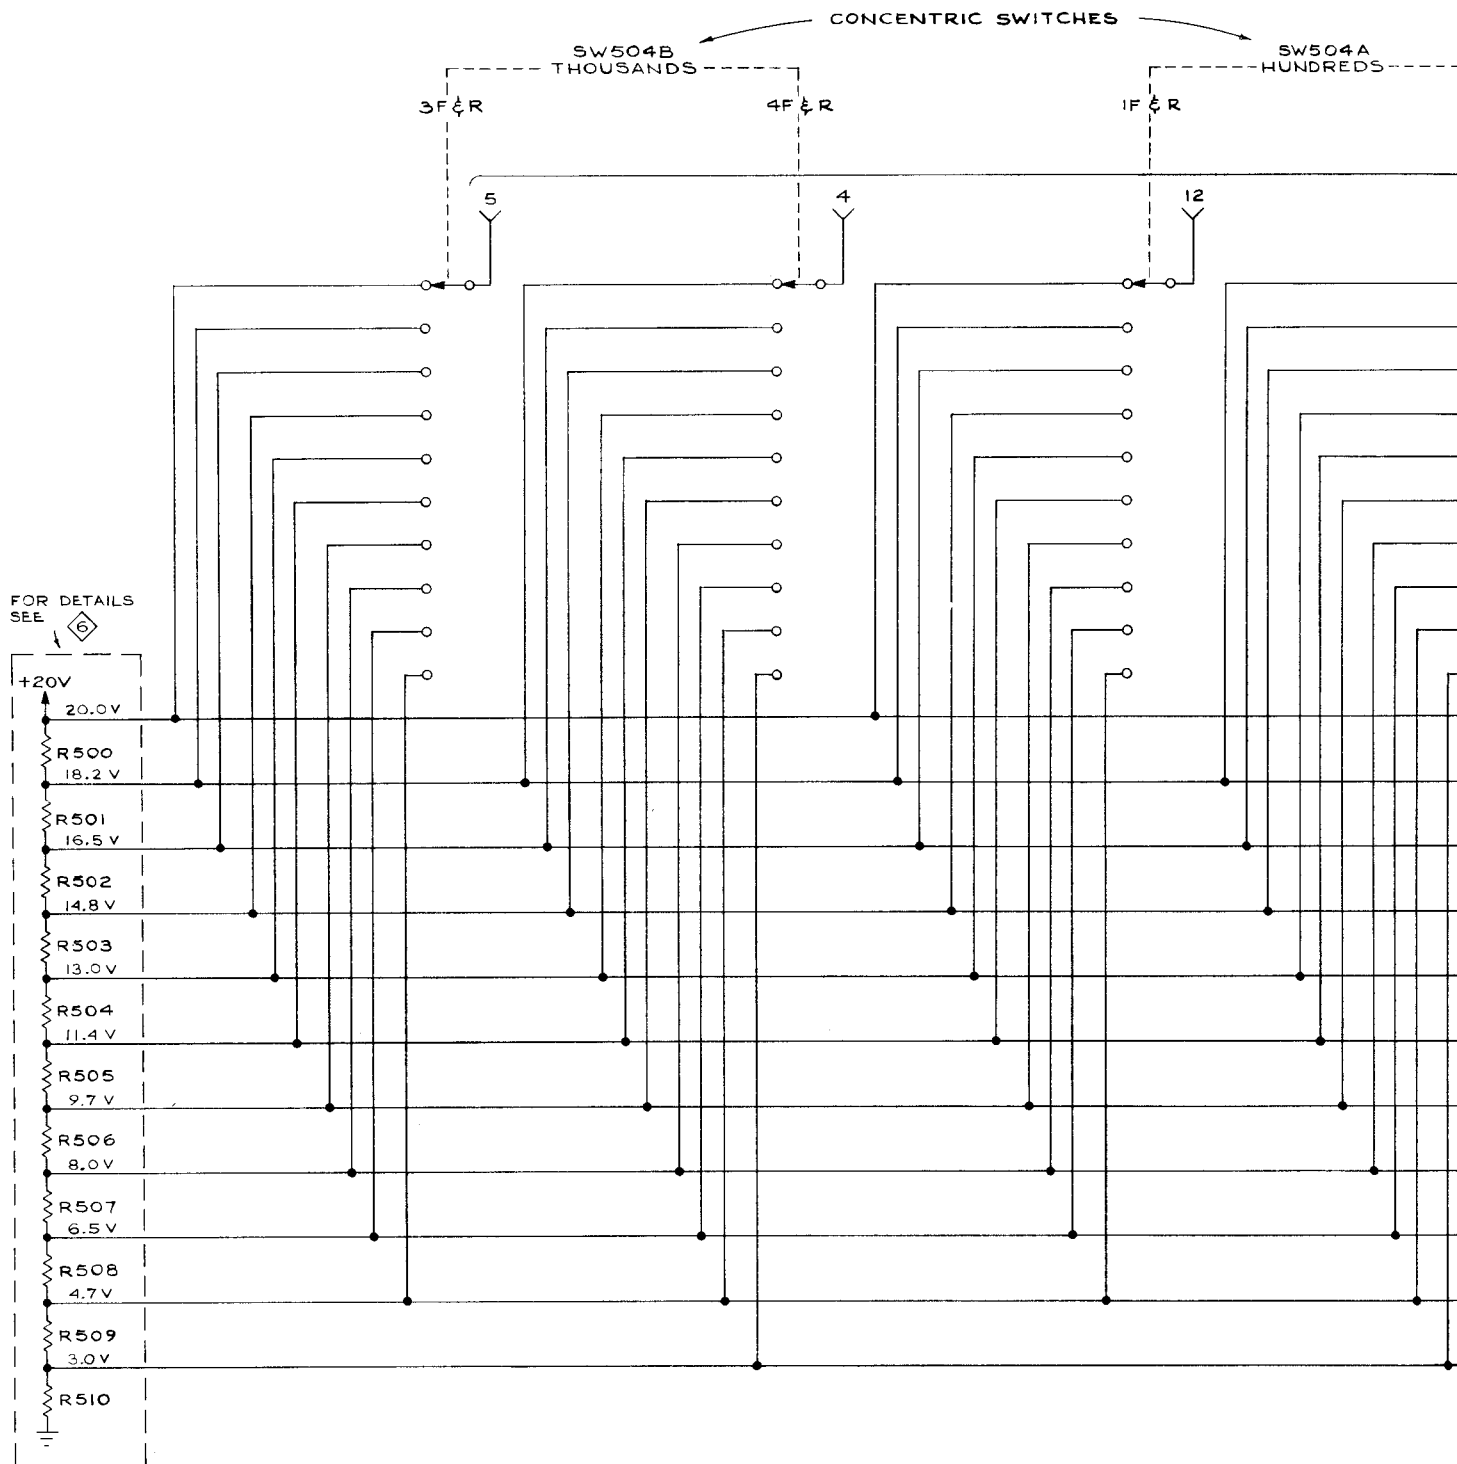 CONCENTRIC SWITCHES
SW504B
THOUSANDS
SW504A
HUNDREDS
3F & R
4F & R
1F & R
5
4
12
FOR DETAILS
SEE 6
+20V
20.0V
R500
18.2 V
R501
16.5 V
R502
14.8 V
R503
13.0 V
R504
11.4 V
R505
9.7 V
R506
8.0V
R507
6.5 V
R508
4.7 V
R509
3.0 V
R510